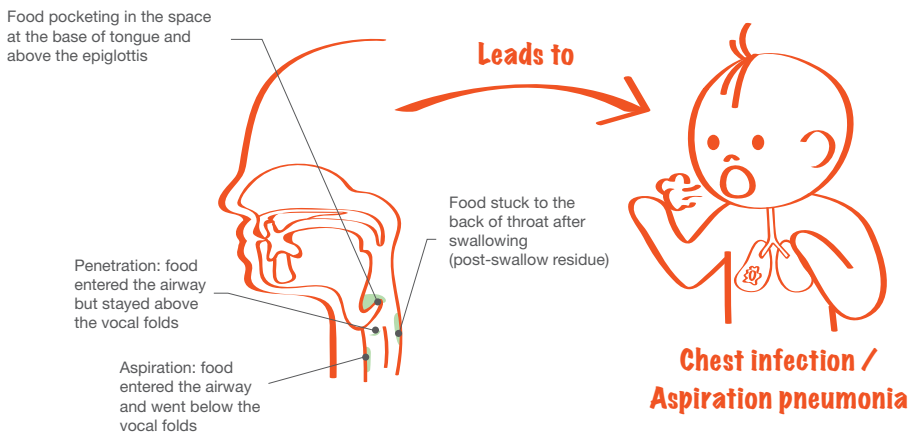 Food pocketing in the space
at the base of tongue and
above the epiglottis
Leads to
Food stuck to the
back of throat after
swallowing
(post-swallow residue)
Penetration: food
entered the airway
but stayed above
the vocal folds
Aspiration: food
entered the airway
and went below the
vocal folds
Chest infection /
Aspiration pneumonia